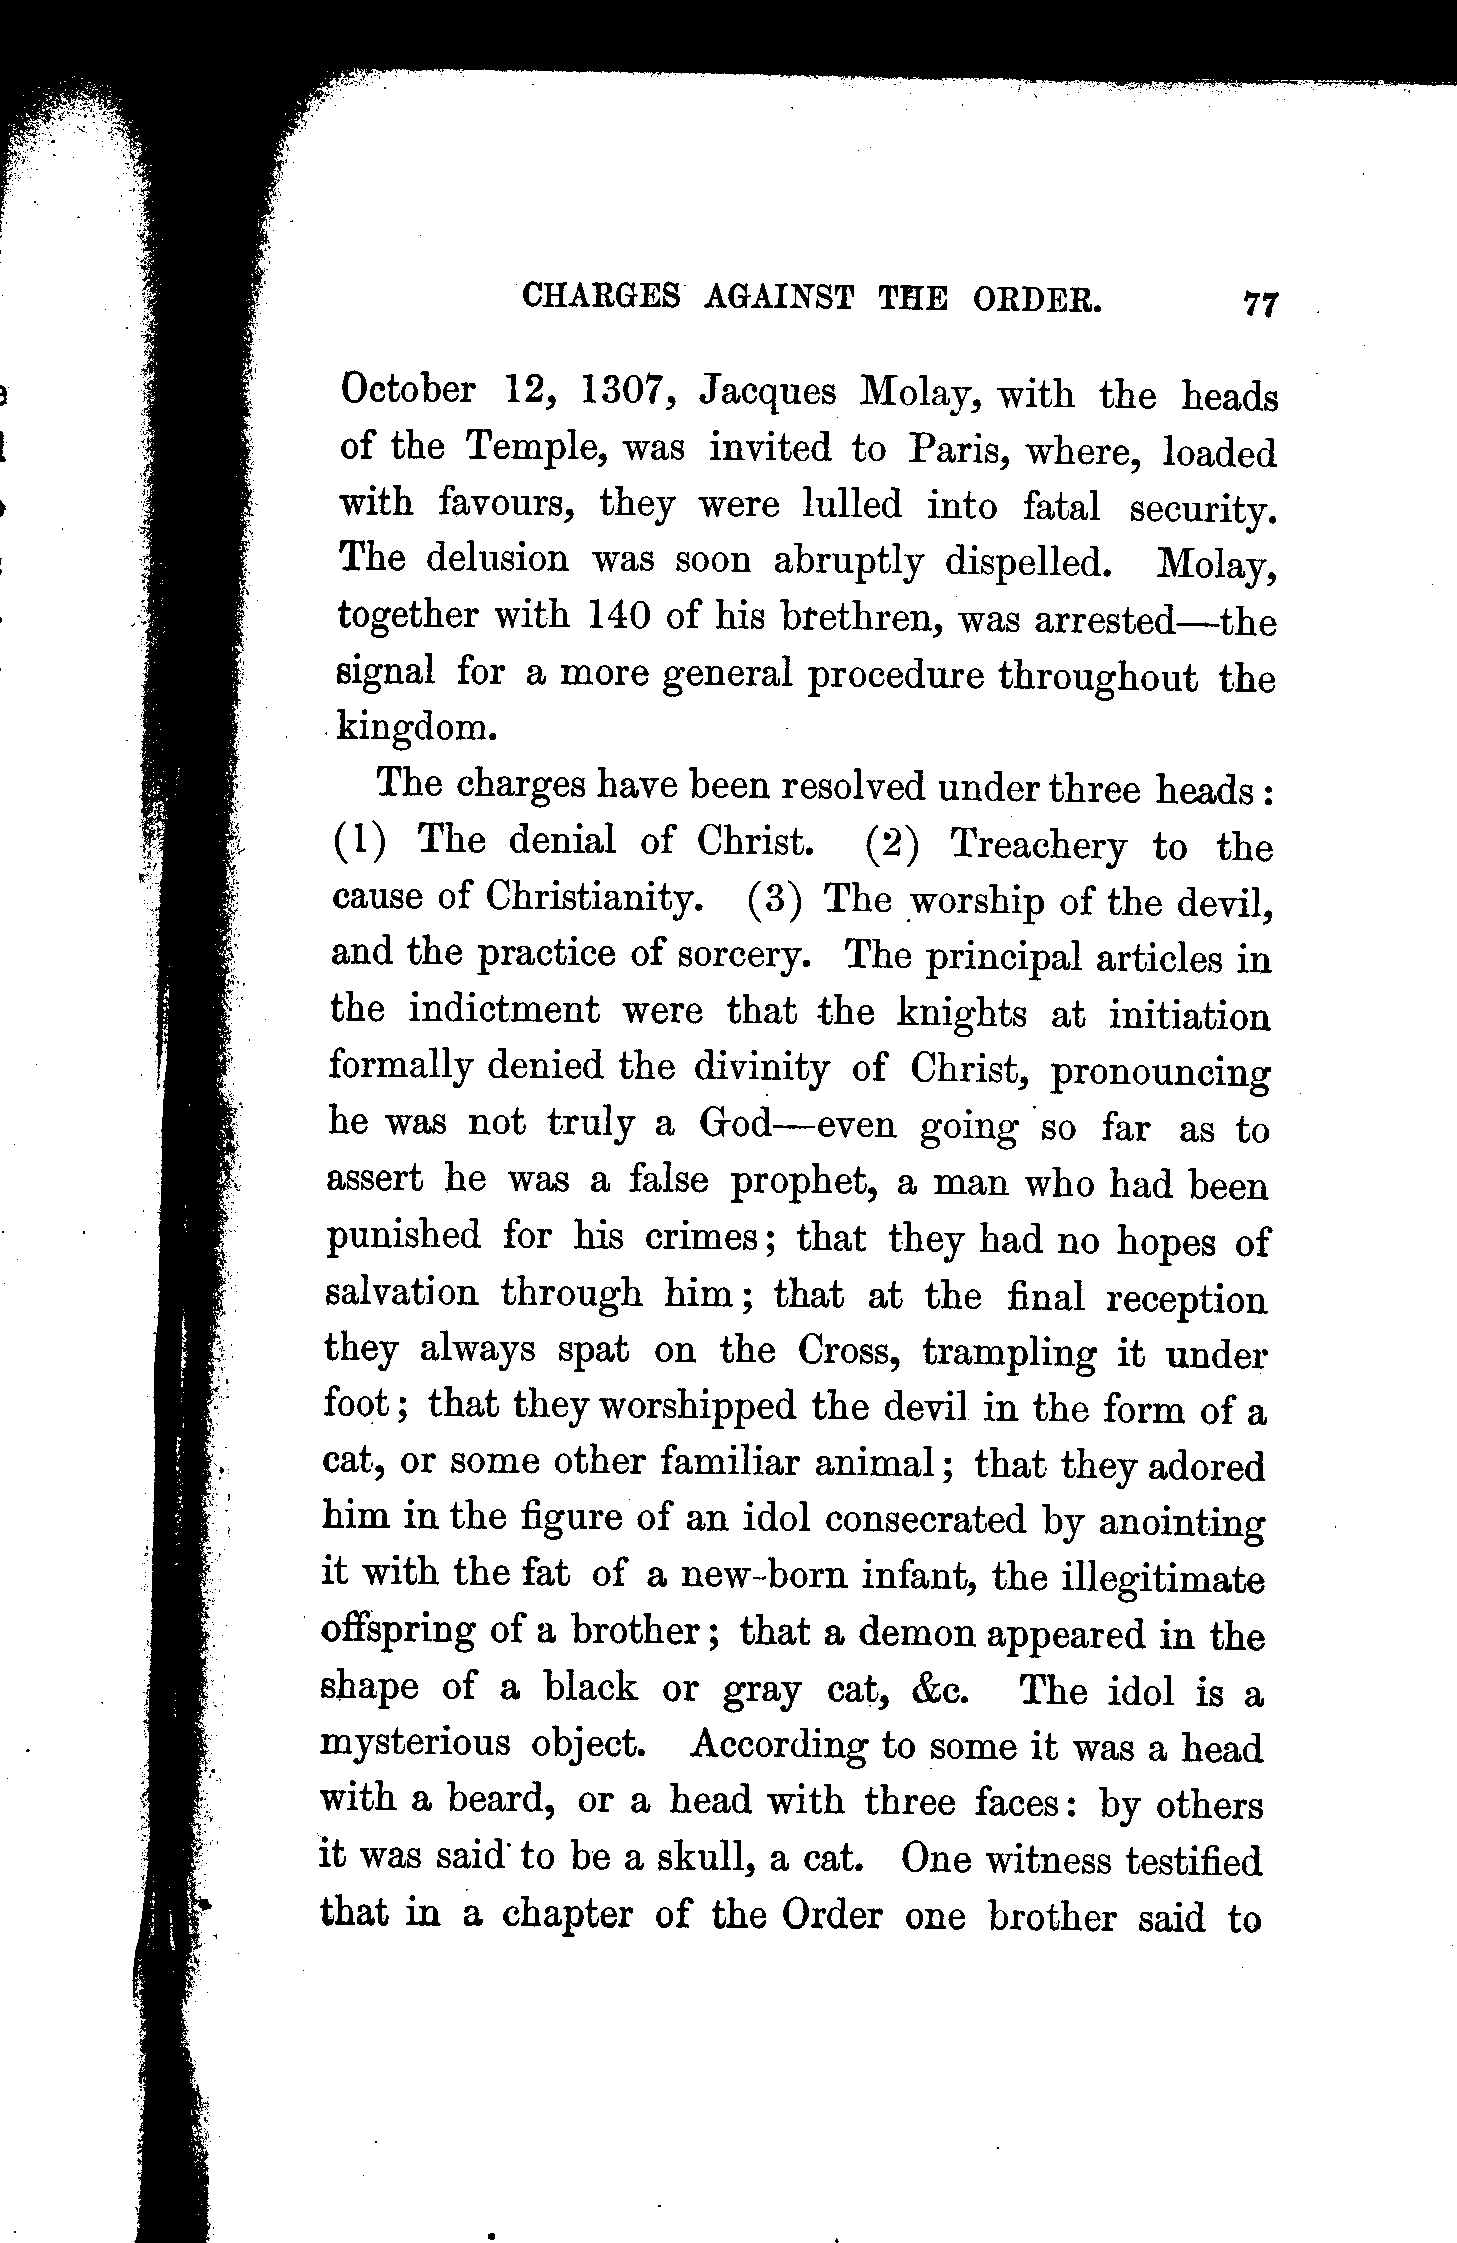 CHARGES AGAINST THE ORDER. 77
October 12, 1307, Jacques Molay, with the heads
of the Temple, was invited to Paris, where, loaded
with favours, they were lulled into fatal security.
The delusion was soon abruptly dispelled. Molay,
together with 140 of his brethren, was arrested—the
signal for a more general procedure throughout the
kingdom.
The charges have been resolved under three heads:
(1) The denial of Christ. (2) Treachery to the
cause of Christianity. (3) The worship of the devil,
and the practice of sorcery. The principal articles in
the indictment were that the knights at initiation
formally denied the divinity of Christ, pronouncing
he was not truly a God—even going so far as to
assert he was a false prophet, a man who had been
punished for his crimes; that they had no hopes of
salvation through him; that at the final reception
they always spat on the Cross, trampling it under
foot; that they worshipped the devil in the form of a
cat, or some other familiar animal; that they adored
him in the figure of an idol consecrated by anointing
it with the fat of a new-born infant, the illegitimate
offspring of a brother; that a demon appeared in the
shape of a black or gray cat, &c. The idol is a
mysterious object. According to some it was a head
with a beard, or a head with three faces: by others
it was said to be a skull, a cat. One witness testified
that in a chapter of the Order one brother said to